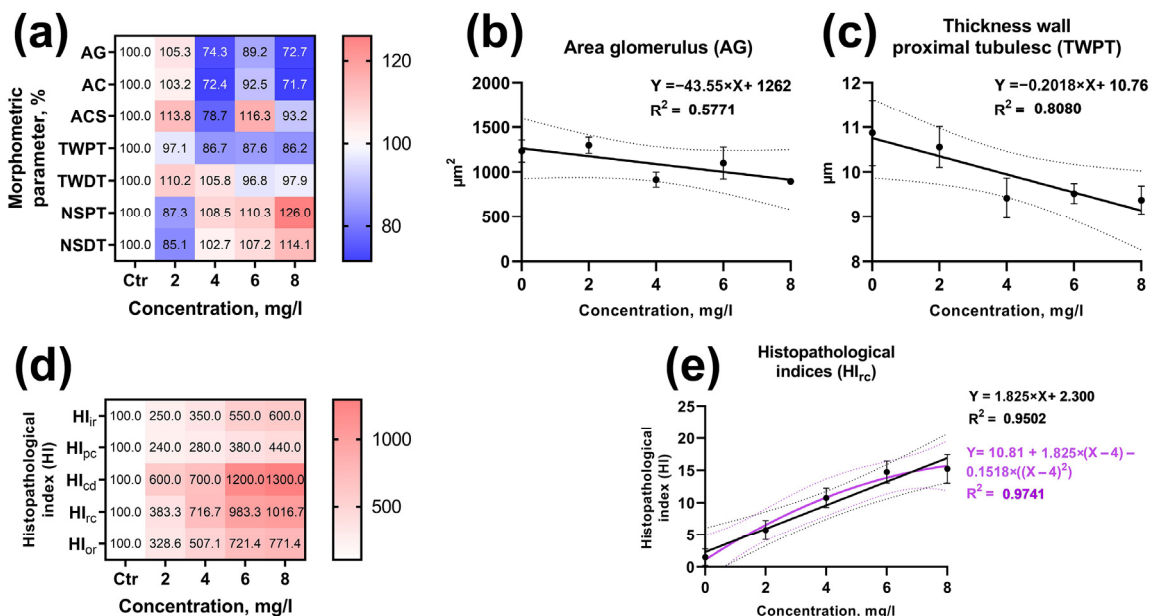 (a)
Morphometric
parameter, %
AG 100.0 105.3 74.3 89.2 72.7
AC 100.0 103.2 72.4 92.5 71.7
ACS 100.0 113.8 78.7 116.3 93.2
TWPT 100.0 97.1 86.7 87.6 86.2
TWDT 100.0 110.2 105.8 96.8 97.9
NSPT 100.0 87.3 108.5 110.3 126.0
NSDT 100.0 85.1 102.7 107.2 114.1
Ctr 2 4 6 8
Concentration, mg/l
120
100
80
(b)
Area glomerulus (AG)
Y =−43.55×X+ 1262
R² = 0.5771
µm²
2000
1500
1000
500
0
0 2 4 6 8
Concentration, mg/l
(c)
Thickness wall
proximal tubulesc (TWPT)
Y =−0.2018×X+ 10.76
R² = 0.8080
µm
12
11
10
9
8
0 2 4 6 8
Concentration, mg/l
(d)
Histopathological
index (HI)
HIir 100.0 250.0 350.0 550.0 600.0
HIpc 100.0 240.0 280.0 380.0 440.0
HIcd 100.0 600.0 700.0 1200.0 1300.0
HIrc 100.0 383.3 716.7 983.3 1016.7
HIor 100.0 328.6 507.1 721.4 771.4
Ctr 2 4 6 8
Concentration, mg/l
1000
500
(e)
Histopathological
indices (HIrc)
Y = 1.825×X+ 2.300
R² = 0.9502
Y= 10.81 + 1.825×(X−4) −
0.1518×((X−4)²)
R² = 0.9741
Histopathological
index (HI)
25
20
15
10
5
0
0 2 4 6 8
Concentration, mg/l